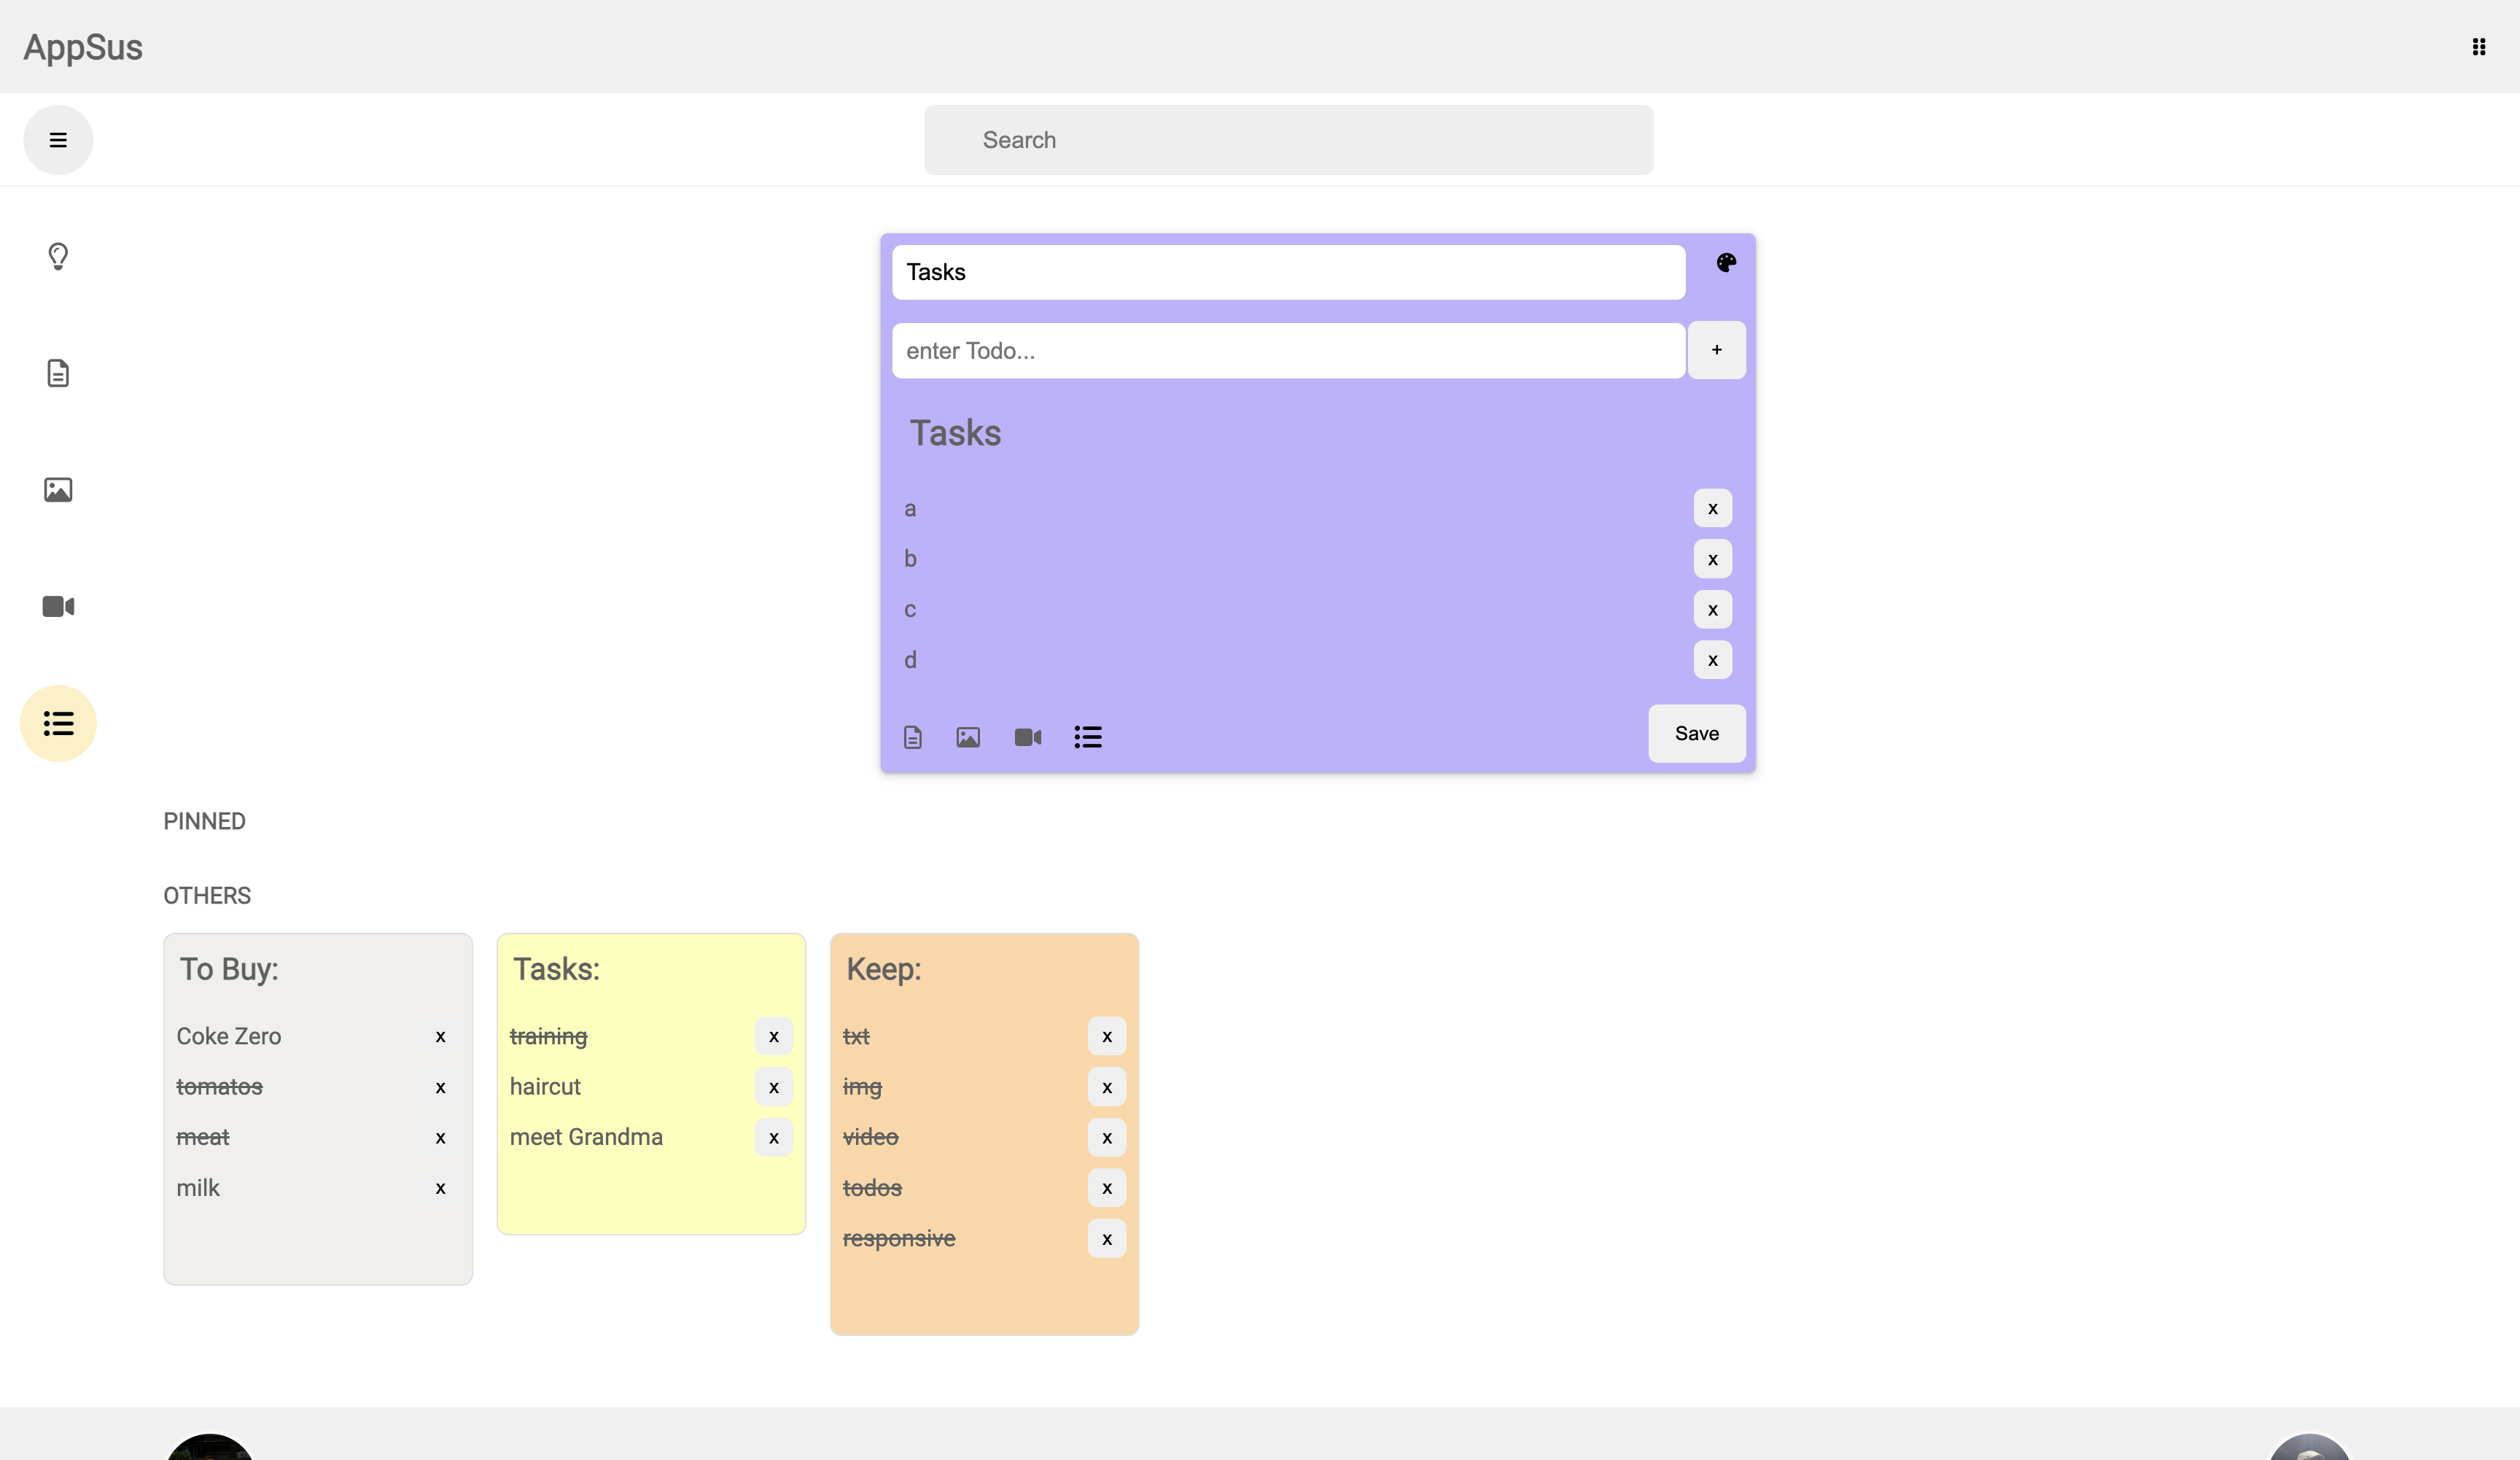 AppSus
Search
Tasks
enter Todo...
+
Tasks
a x
b x
c x
d x
Save
PINNED
OTHERS
To Buy:
Coke Zero x
tomatos x
meat x
milk x
Tasks:
training x
haircut x
meet Grandma x
Keep:
txt x
img x
video x
todos x
responsive x